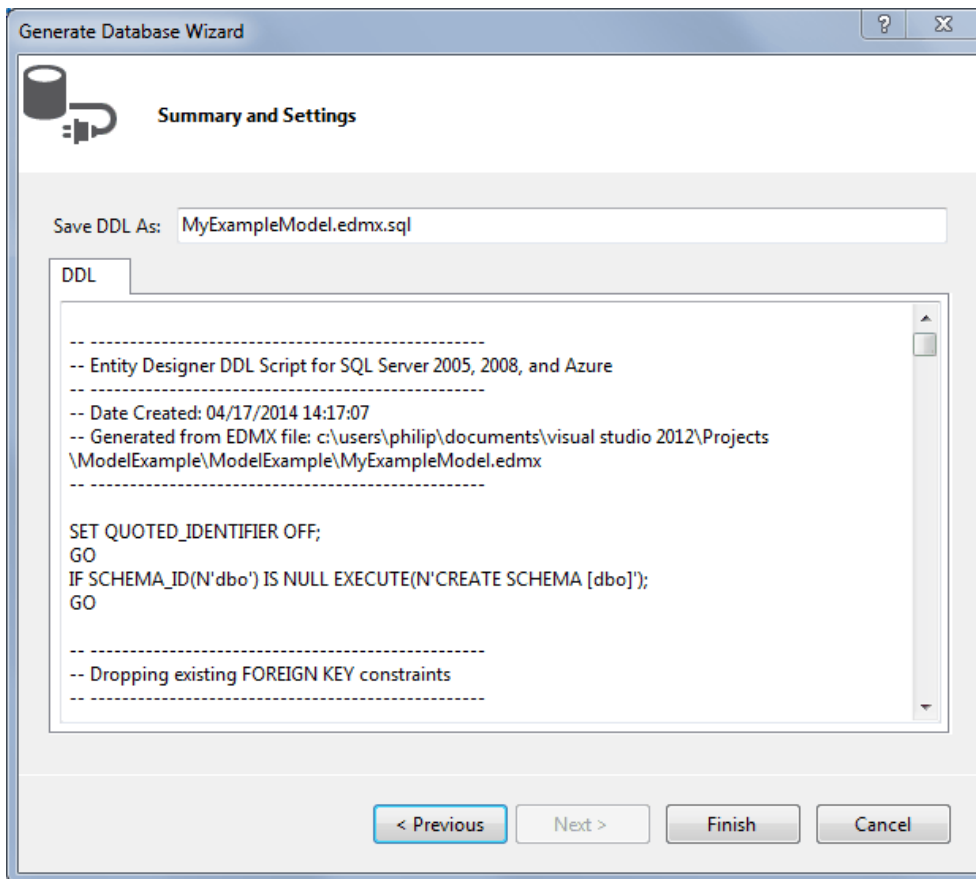 Generate Database Wizard
Summary and Settings
Save DDL As: MyExampleModel.edmx.sql
DDL
-- --------------------------------------------------
-- Entity Designer DDL Script for SQL Server 2005, 2008, and Azure
-- --------------------------------------------------
-- Date Created: 04/17/2014 14:17:07
-- Generated from EDMX file: c:\users\philip\documents\visual studio 2012\Projects
\ModelExample\ModelExample\MyExampleModel.edmx
-- --------------------------------------------------
SET QUOTED_IDENTIFIER OFF;
GO
IF SCHEMA_ID(N'dbo') IS NULL EXECUTE(N'CREATE SCHEMA [dbo]');
GO
-- --------------------------------------------------
-- Dropping existing FOREIGN KEY constraints
-- --------------------------------------------------
< Previous Next > Finish Cancel